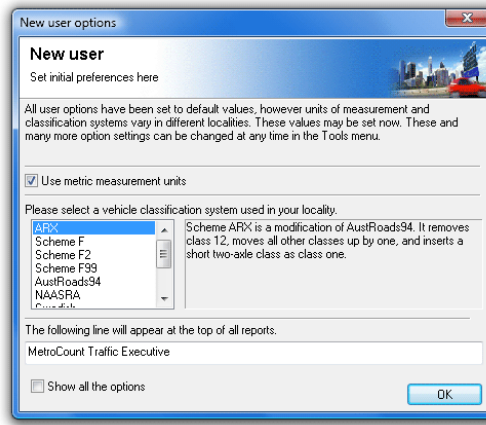 New user options
New user
Set initial preferences here
All user options have been set to default values, however units of measurement and
classification systems vary in different localities. These values may be set now. These and
many more option settings can be changed at any time in the Tools menu.
Use metric measurement units
Please select a vehicle classification system used in your locality.
ARX
Scheme F
Scheme F2
Scheme F99
AustRoads94
NAASRA
Scheme ARX is a modification of AustRoads94. It removes
class 12, moves all other classes up by one, and inserts a
short two-axle class as class one.
The following line will appear at the top of all reports.
MetroCount Traffic Executive
Show all the options
OK